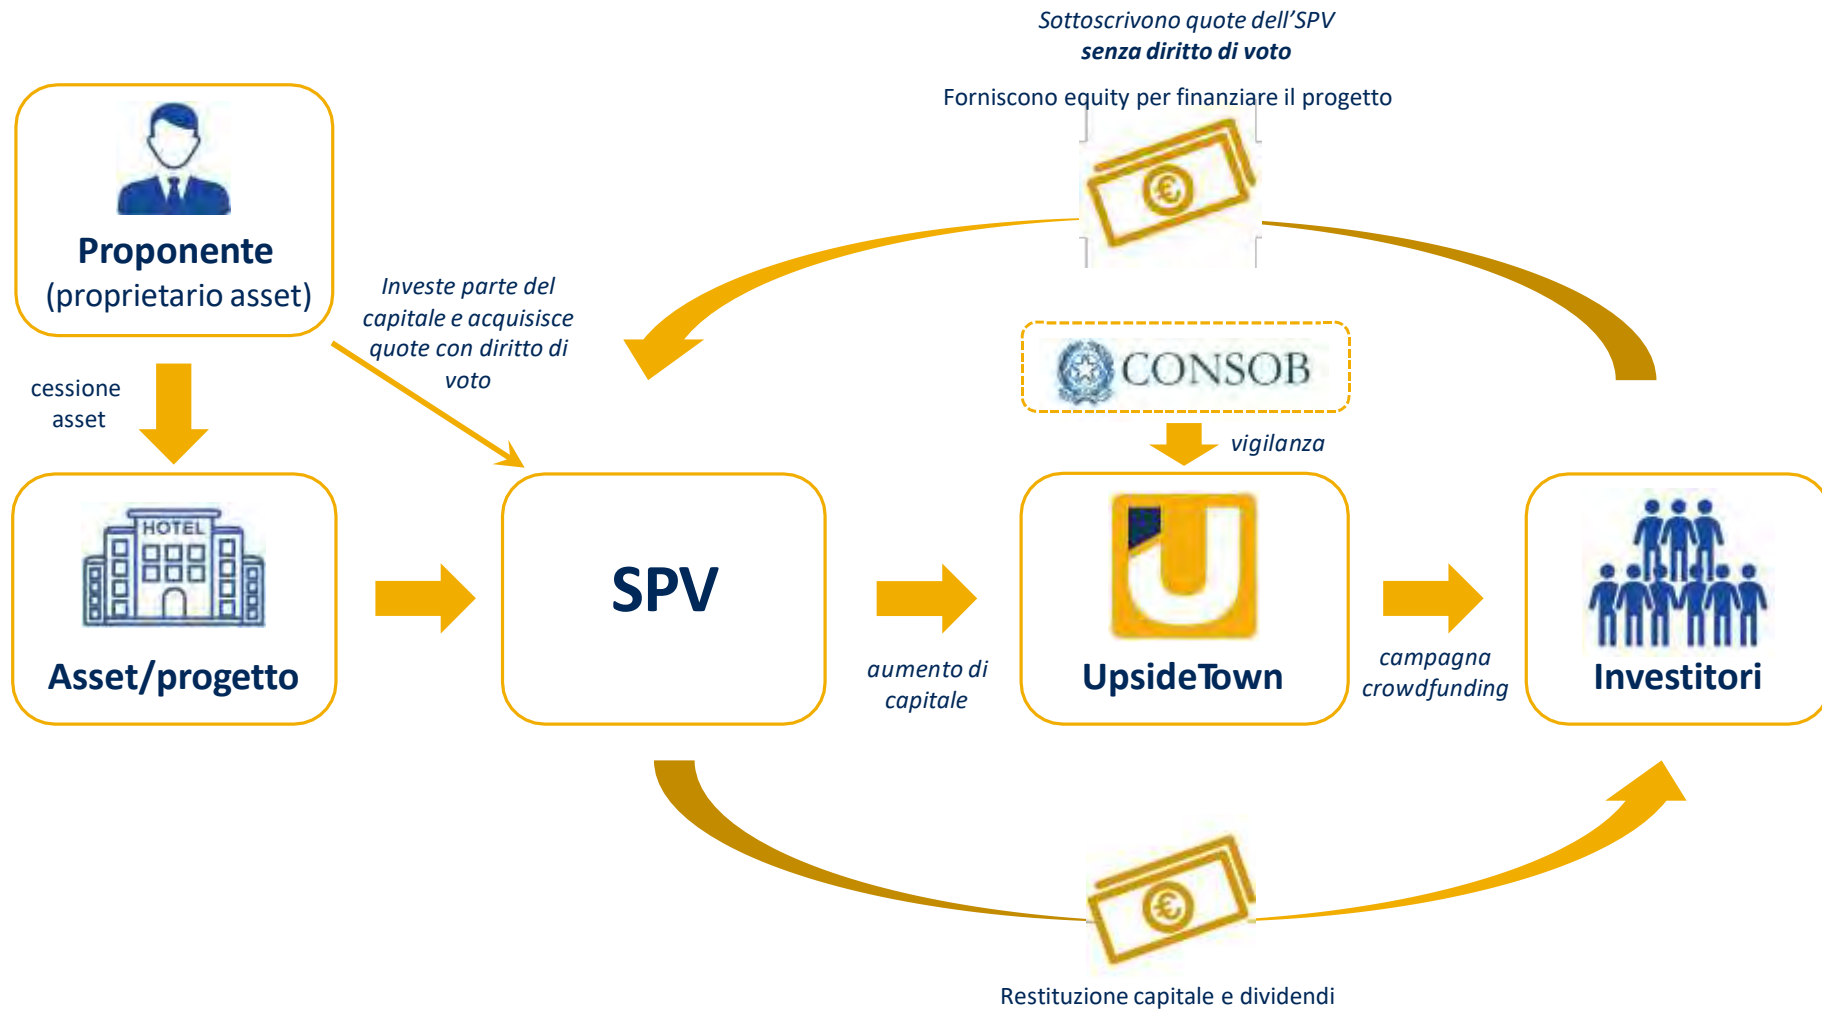 Sottoscrivono quote dell'SPV
senza diritto di voto
Forniscono equity per finanziare il progetto
Proponente
(proprietario asset)
Investe parte del
capitale e acquisisce
quote con diritto di
voto
CONSOB
cessione
asset
vigilanza
HOTEL
Asset/progetto
SPV
aumento di
capitale
U
UpsideTown
campagna
crowdfunding
Investitori
€
€
Restituzione capitale e dividendi